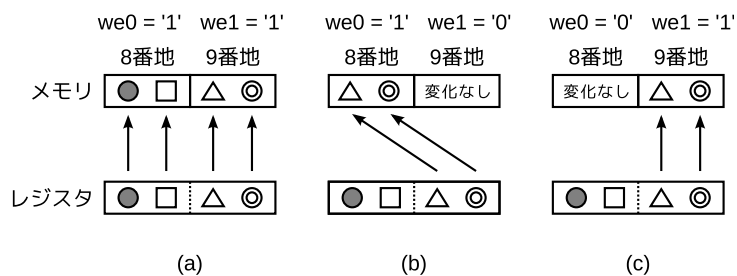 we0 = '1' we1 = '1' we0 = '1' we1 = '0' we0 = '0' we1 = '1'
8番地 9番地 8番地 9番地 8番地 9番地
メモリ 変化なし 変化なし
レジスタ
(a) (b) (c)